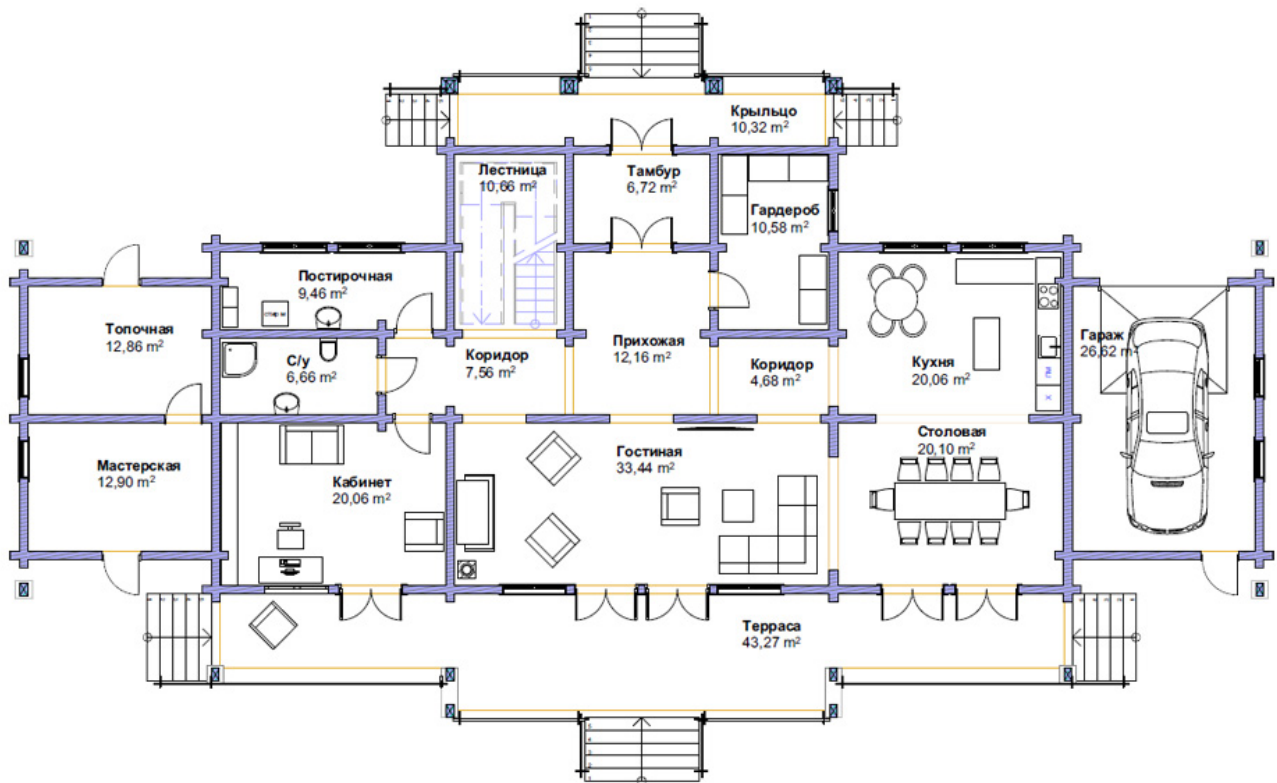 Крыльцо
10,32 m²
Лестница
10,66 m²
Тамбур
6,72 m²
Гардероб
10,58 m²
Постирочная
9,46 m²
Топочная
12,86 m²
С/у
6,66 m²
Коридор
7,56 m²
Прихожая
12,16 m²
Коридор
4,68 m²
Кухня
20,06 m²
Гараж
26,62 m²
ПМ
Ж
Мастерская
12,90 m²
Кабинет
20,06 m²
Гостиная
33,44 m²
Столовая
20,10 m²
Терраса
43,27 m²